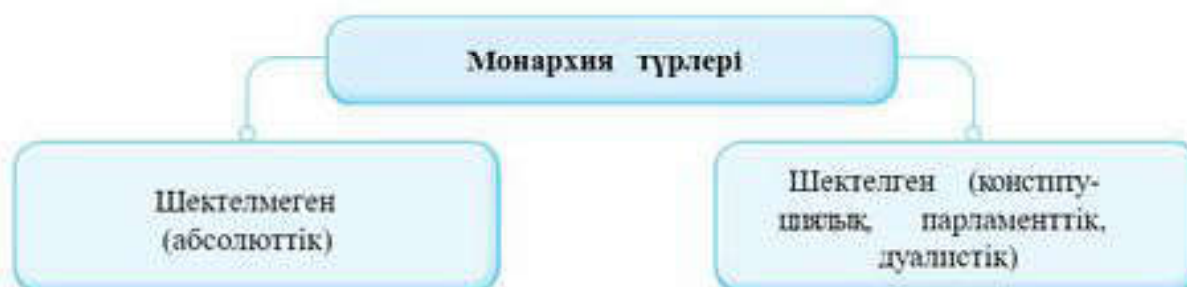 Монархия түрлері
Шектелмеген
(абсолюттік)
Шектелген (конститу-
циялық, парламенттік,
дуалистік)